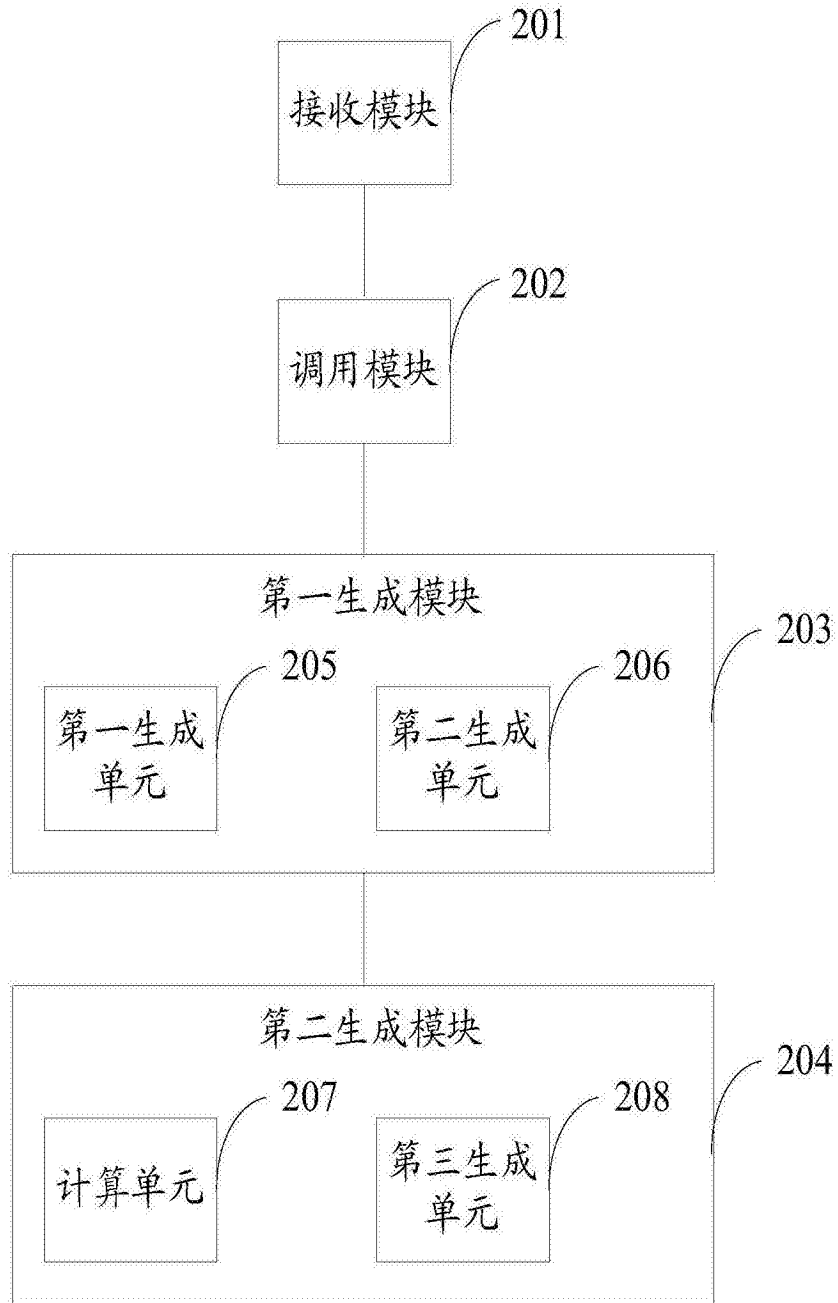 201
接收模块
202
调用模块
第一生成模块
203
205
206
第一生成
单元
第二生成
单元
第二生成模块
204
207
208
计算单元
第三生成
单元